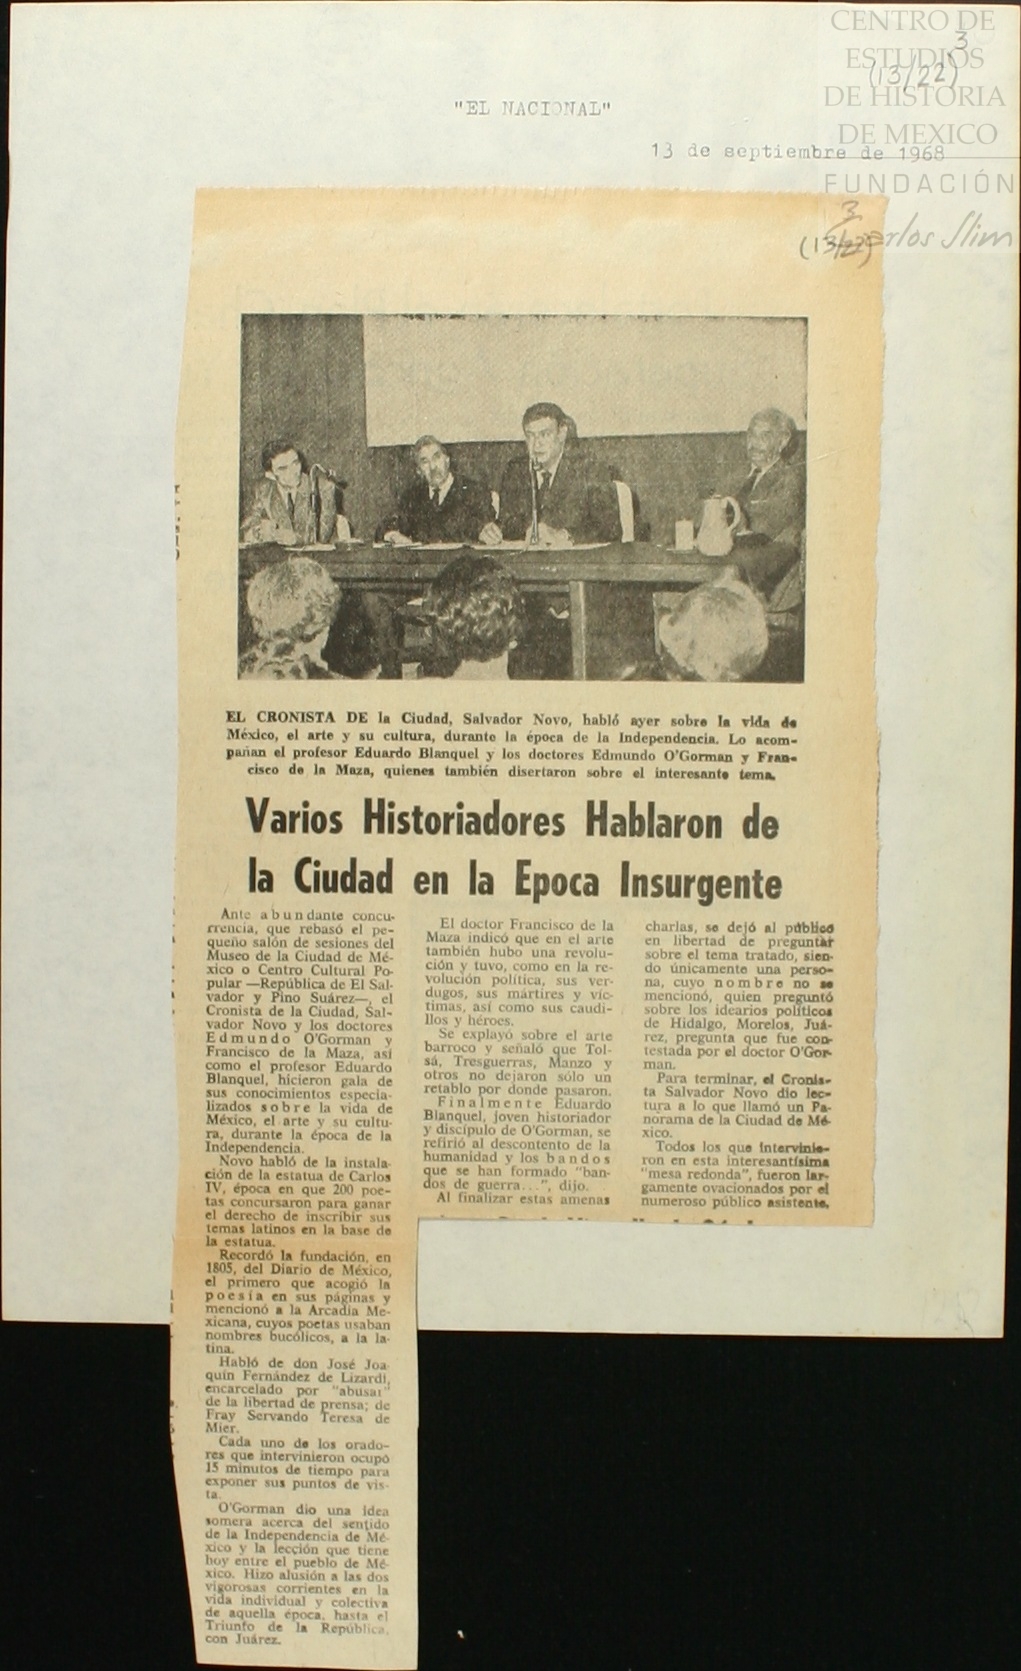 CENTRO DE
ESTUDIOS
DE HISTORIA
DE MEXICO
FUNDACIÓN
Carlos Slim
3
(13/22)
"EL NACIONAL"
13 de septiembre de 1968
3
(13/22)
EL CRONISTA DE la Ciudad, Salvador Novo, habló ayer sobre la vida de
México, el arte y su cultura, durante la época de la Independencia. Lo acom-
pañan el profesor Eduardo Blanquel y los doctores Edmundo O'Gorman y Fran-
cisco de la Maza, quienes también disertaron sobre el interesante tema.
Varios Historiadores Hablaron de
la Ciudad en la Epoca Insurgente
Ante abundante concu-
rrencia, que rebasó el pe-
queño salón de sesiones del
Museo de la Ciudad de Mé-
xico o Centro Cultural Po-
pular —República de El Sal-
vador y Pino Suárez—, el
Cronista de la Ciudad, Sal-
vador Novo y los doctores
Edmundo O'Gorman y
Francisco de la Maza, así
como el profesor Eduardo
Blanquel, hicieron gala de
sus conocimientos especia-
lizados sobre la vida de
México, el arte y su cultu-
ra, durante la época de la
Independencia.
Novo habló de la instala-
ción de la estatua de Carlos
IV, época en que 200 poe-
tas concursaron para ganar
el derecho de inscribir sus
temas latinos en la base de
la estatua.
Recordó la fundación, en
1805, del Diario de México,
el primero que acogió la
poesía en sus páginas y
mencionó a la Arcadia Me-
xicana, cuyos poetas usaban
nombres bucólicos, a la la-
tina.
Habló de don José Joa
quín Fernández de Lizardi,
encarcelado por "abusar"
de la libertad de prensa; de
Fray Servando Teresa de
Mier.
Cada uno de los orado-
res que intervinieron ocupó
15 minutos de tiempo para
exponer sus puntos de vis-
ta.
O'Gorman dio una idea
somera acerca del sentido
de la Independencia de Mé-
xico y la lección que tiene
hoy entre el pueblo de Mé-
xico. Hizo alusión a las dos
vigorosas corrientes en la
vida individual y colectiva
de aquella época, hasta el
Triunfo de la República,
con Juárez.
El doctor Francisco de la
Maza indicó que en el arte
también hubo una revolu-
ción y tuvo, como en la re-
volución política, sus ver-
dugos, sus mártires y víc-
timas, así como sus caudi-
llos y héroes.
Se explayó sobre el arte
barroco y señaló que Tol-
sá, Tresguerras, Manzo y
otros no dejaron sólo un
retablo por donde pasaron.
Finalmente Eduardo
Blanquel, joven historiador
y discípulo de O'Gorman, se
refirió al descontento de la
humanidad y los bandos
que se han formado "ban-
dos de guerra...", dijo.
Al finalizar estas amenas
charlas, se dejó al público
en libertad de preguntar
sobre el tema tratado, sien-
do únicamente una perso-
na, cuyo nombre no se
mencionó, quien preguntó
sobre los idearios políticos
de Hidalgo, Morelos, Juá-
rez, pregunta que fue con-
testada por el doctor O'Gor-
man.
Para terminar, el Cronis-
ta Salvador Novo dio lec-
tura a lo que llamó un Pa-
norama de la Ciudad de Mé-
xico.
Todos los que intervinie-
ron en esta interesantísima
"mesa redonda", fueron lar-
gamente ovacionados por el
numeroso público asistente.